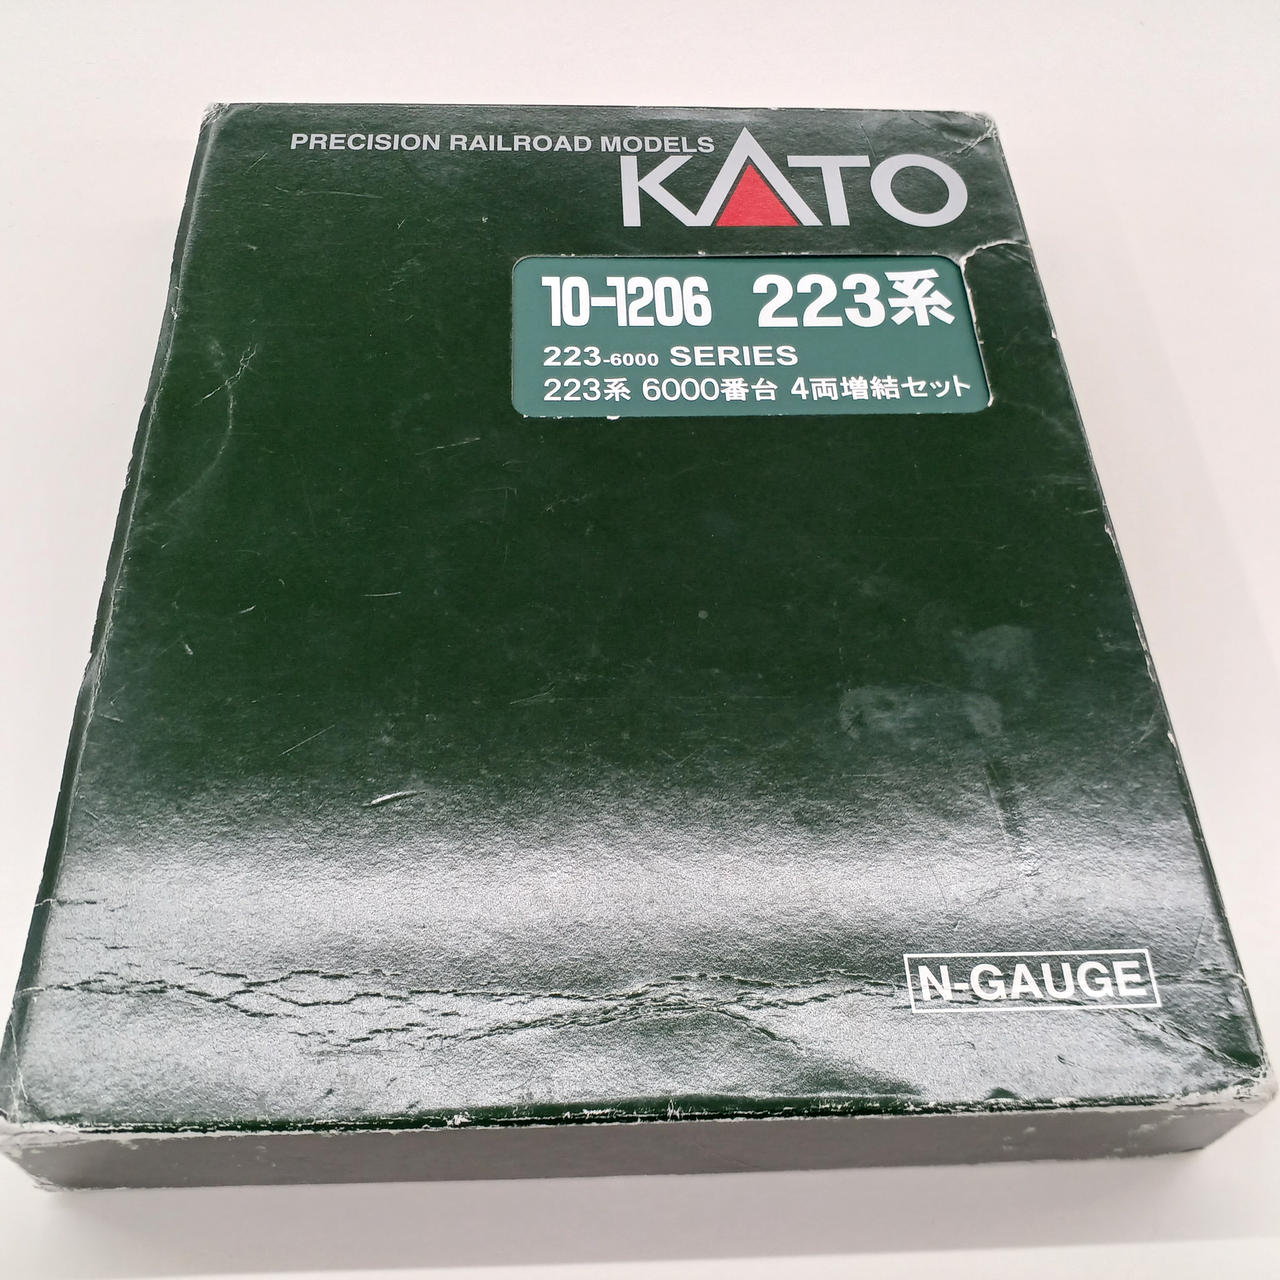 PRECISION RAILROAD MODELS
KATO
10-1206 223系
223-6000 SERIES
223系 6000番台 4両増結セット
N-GAUGE